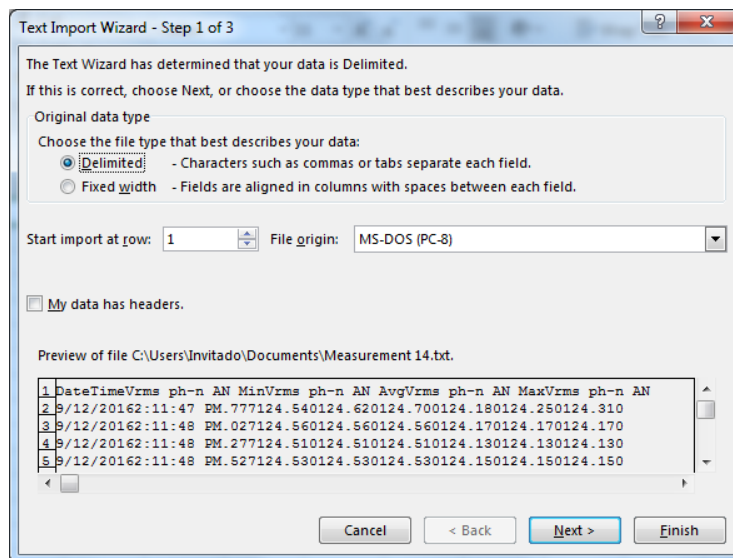 Text Import Wizard - Step 1 of 3
The Text Wizard has determined that your data is Delimited.
If this is correct, choose Next, or choose the data type that best describes your data.
Original data type
Choose the file type that best describes your data:
Delimited - Characters such as commas or tabs separate each field.
Fixed width - Fields are aligned in columns with spaces between each field.
Start import at row: 1 File origin: MS-DOS (PC-8)
My data has headers.
Preview of file C:\Users\Invitado\Documents\Measurement 14.txt.
1 DateTimeVrms ph-n AN MinVrms ph-n AN AvgVrms ph-n AN MaxVrms ph-n AN
2 9/12/20162:11:47 PM.777124.540124.620124.700124.180124.250124.310
3 9/12/20162:11:48 PM.027124.560124.560124.560124.170124.170124.170
4 9/12/20162:11:48 PM.277124.510124.510124.510124.130124.130124.130
5 9/12/20162:11:48 PM.527124.530124.530124.530124.150124.150124.150
Cancel < Back Next > Finish